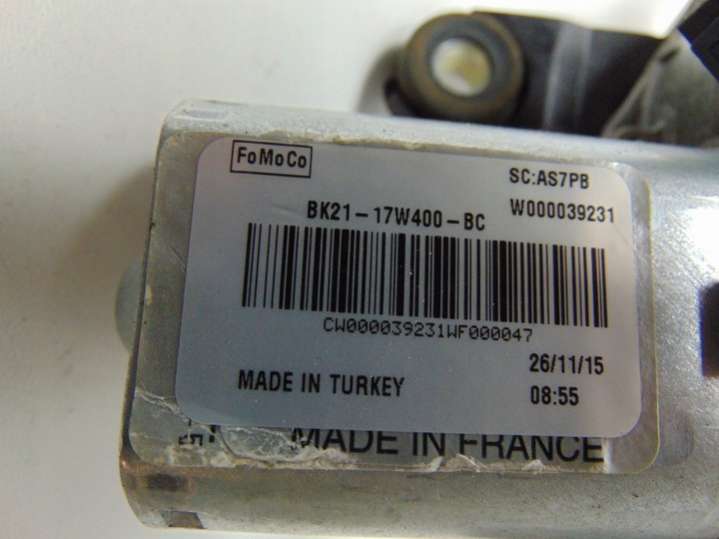 FoMoCo
SC:AS7PB
BK21-17W400-BC
W000039231
CW000039231WF000047
26/11/15
MADE IN TURKEY
08:55
MADE IN FRANCE